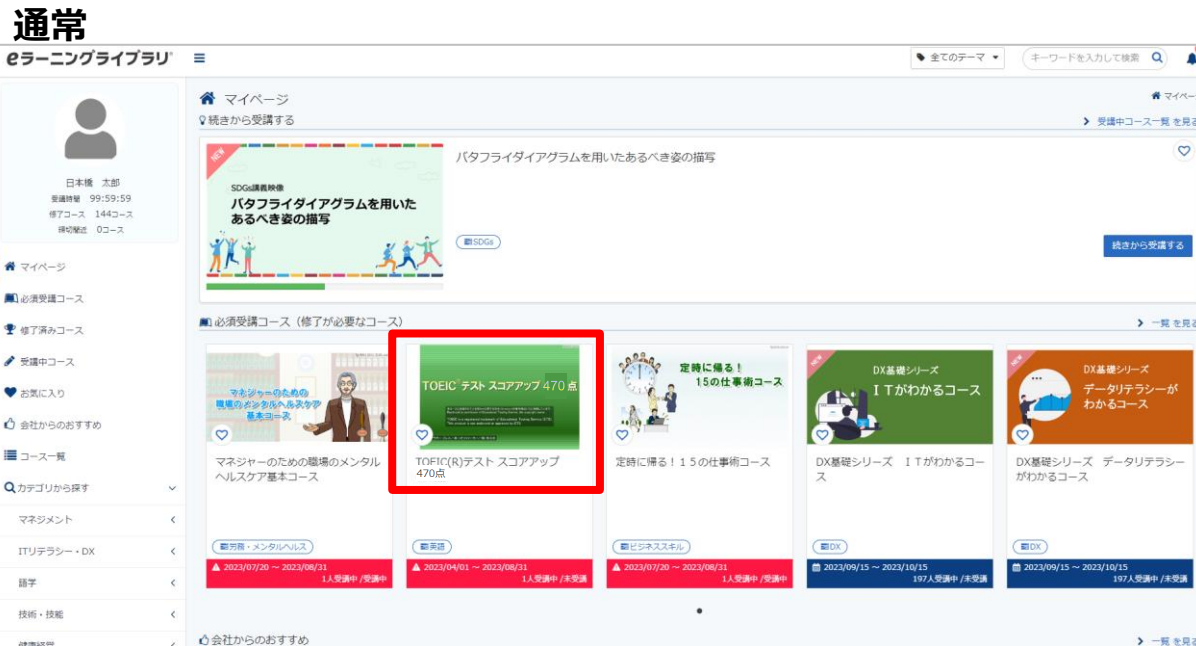 通常
eラーニングライブラリ
全てのテーマ
キーワードを入力して検索
マイページ
マイペー
続きから受講する
受講中コース一覧 を見る
日本橋 太郎
受講時間 99:59:59
修了コース 144コース
締切間近 0コース
NEW
SDGs講義映像
バタフライダイアグラムを用いた
あるべき姿の描写
バタフライダイアグラムを用いたあるべき姿の描写
SDGs
続きから受講する
マイページ
必須受講コース
修了済みコース
受講中コース
お気に入り
会社からのおすすめ
コース一覧
カテゴリから探す
マネジメント
ITリテラシー・DX
語学
技術・技能
健康経営
必須受講コース（修了が必要なコース）
一覧 を見る
マネジャーのための
職場のメンタルヘルスケア
基本コース
マネジャーのための職場のメンタル
ヘルスケア基本コース
労務・メンタルヘルス
2023/07/20 ～ 2023/08/31
1人受講中 /受講中
TOEIC®テスト スコアアップ 470 点
TOEIC(R)テスト スコアアップ
470点
英語
2023/04/01 ～ 2023/08/31
1人受講中 /未受講
定時に帰る！
15の仕事術コース
定時に帰る！１５の仕事術コース
ビジネススキル
2023/07/20 ～ 2023/08/31
1人受講中 /受講中
NEW
DX基礎シリーズ
ＩＴがわかるコース
DX基礎シリーズ　ＩＴがわかるコー
ス
DX
2023/09/15 ～ 2023/10/15
197人受講中 /未受講
NEW
DX基礎シリーズ
データリテラシーが
わかるコース
DX基礎シリーズ　データリテラシー
がわかるコース
DX
2023/09/15 ～ 2023/10/15
197人受講中 /未受講
会社からのおすすめ
一覧 を見る